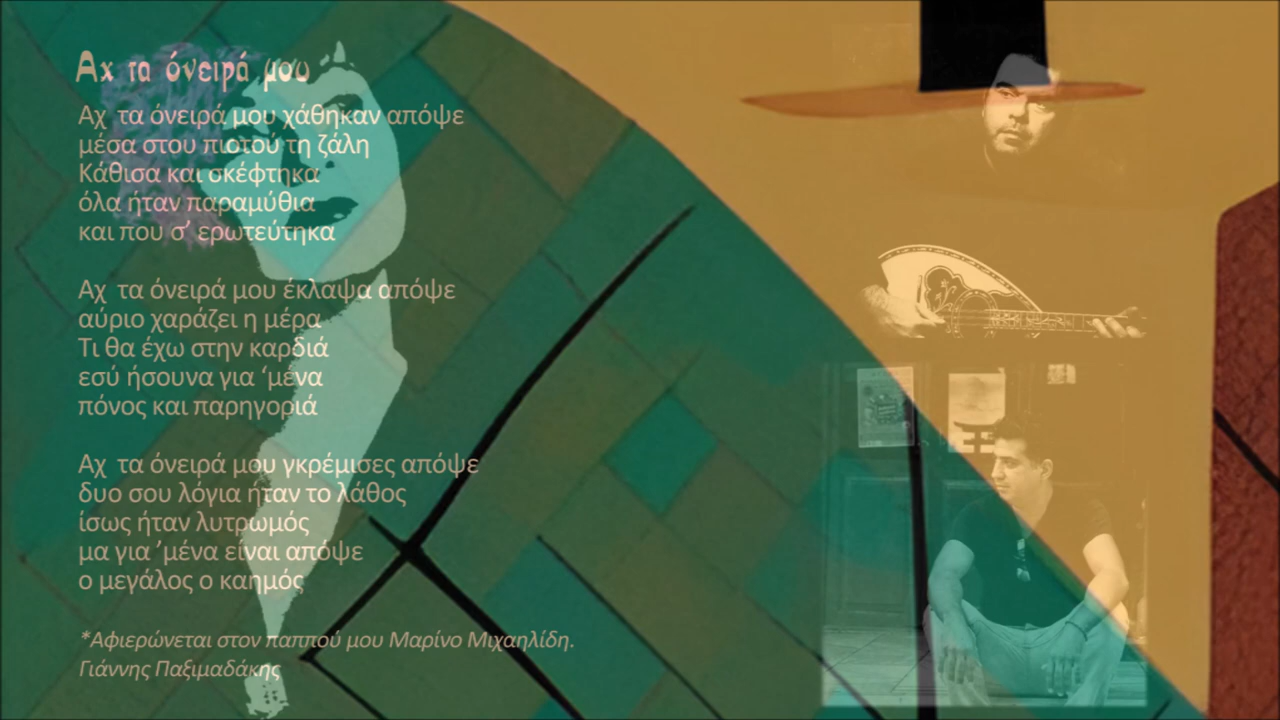 Αχ τα όνειρά μου
Αχ τα όνειρά μου χάθηκαν απόψε
μέσα στου πιοτού τη ζάλη
Κάθισα και σκέφτηκα
όλα ήταν παραμύθια
και που σ’ ερωτεύτηκα
Αχ τα όνειρά μου έκλαψα απόψε
αύριο χαράζει η μέρα
Τι θα έχω στην καρδιά
εσύ ήσουνα για ‘μένα
πόνος και παρηγοριά
Αχ τα όνειρά μου γκρέμισες απόψε
δυο σου λόγια ήταν το λάθος
ίσως ήταν λυτρωμός
μα για ’μένα είναι απόψε
ο μεγάλος ο καημός
*Αφιερώνεται στον παππού μου Μαρίνο Μιχαηλίδη.
Γιάννης Παξιμαδάκης